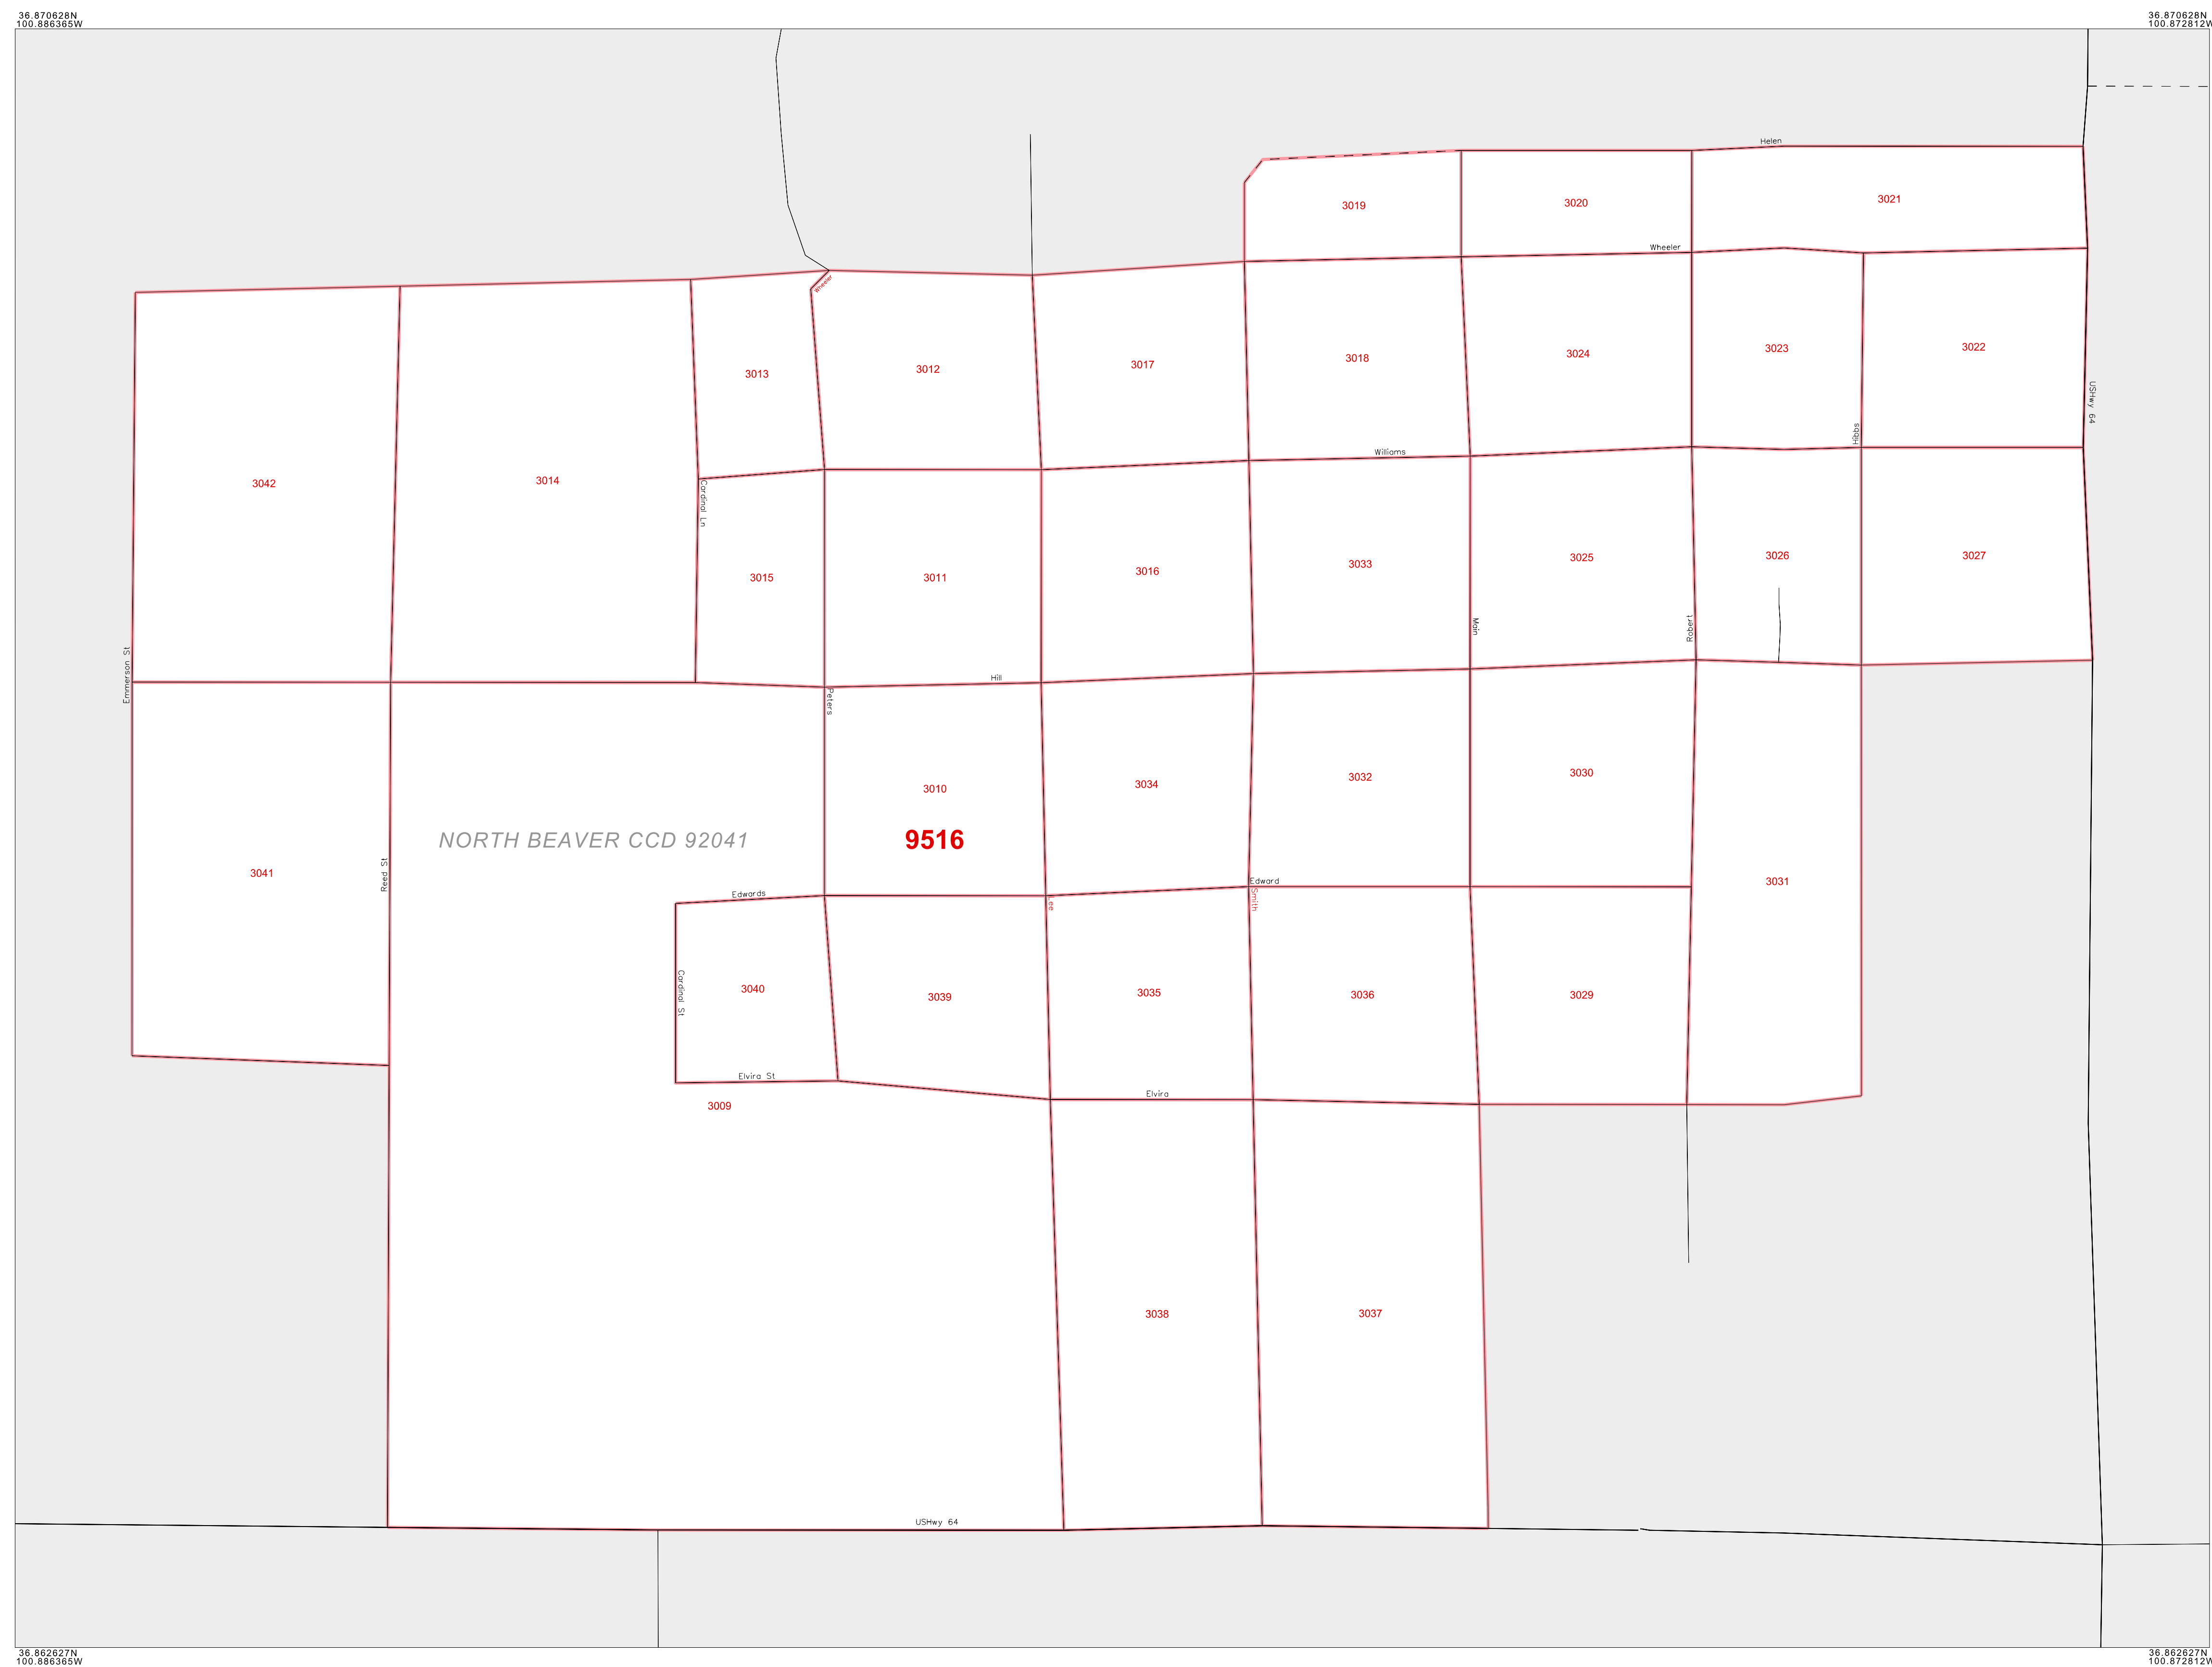 36.870628N
100.886365W
36.870628N
100.872812W
Helen
3019
3020
3021
Wheeler
Wheeler
3013
3012
3017
3018
3024
3023
3022
USHwy 64
Hibbs
Williams
3042
3014
Cardinal Ln
3015
3011
3016
3033
3025
3026
3027
Main
Robert
Emmerson St
Hill
Peters
3010
3034
3032
3030
NORTH BEAVER CCD 92041
9516
3041
Reed St
Edwards
Lee
Edward
Smith
3031
Cardinal St
3040
3039
3035
3036
3029
Elvira St
Elvira
3009
3038
3037
USHwy 64
36.862627N
100.886365W
36.862627N
100.872812W